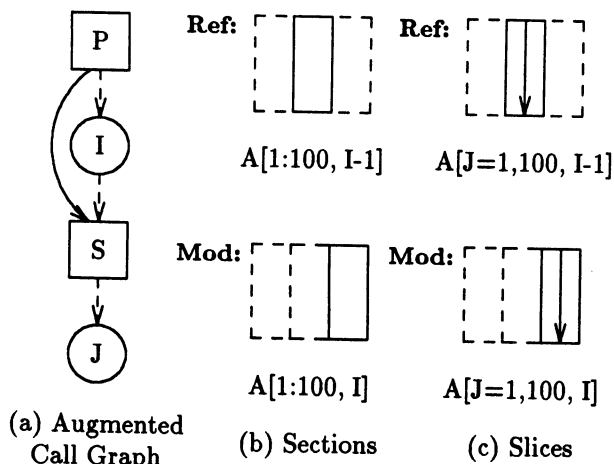 P
I
S
J
(a) Augmented
Call Graph
Ref:
A[1:100, I-1]
Mod:
A[1:100, I]
(b) Sections
Ref:
A[J=1,100, I-1]
Mod:
A[J=1,100, I]
(c) Slices